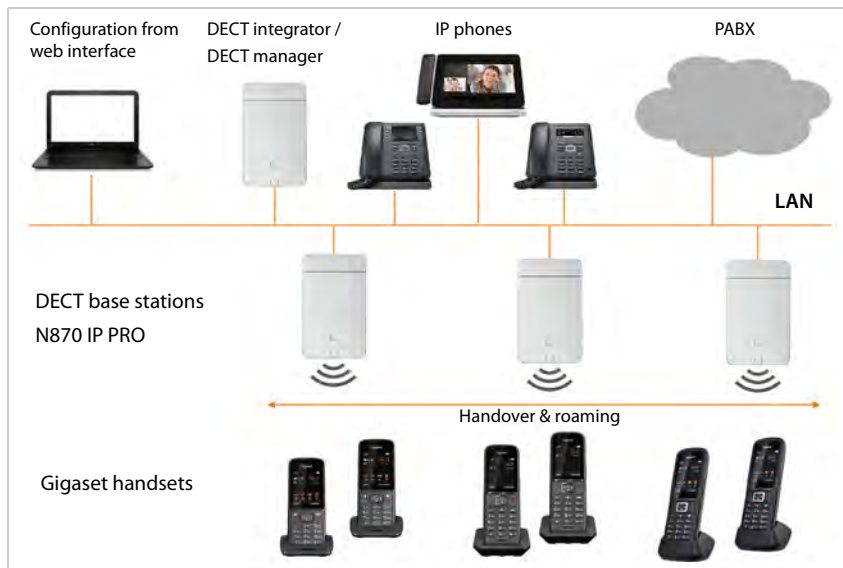 Configuration from
web interface
DECT integrator /
DECT manager
IP phones
PABX
LAN
DECT base stations
N870 IP PRO
Handover & roaming
Gigaset handsets